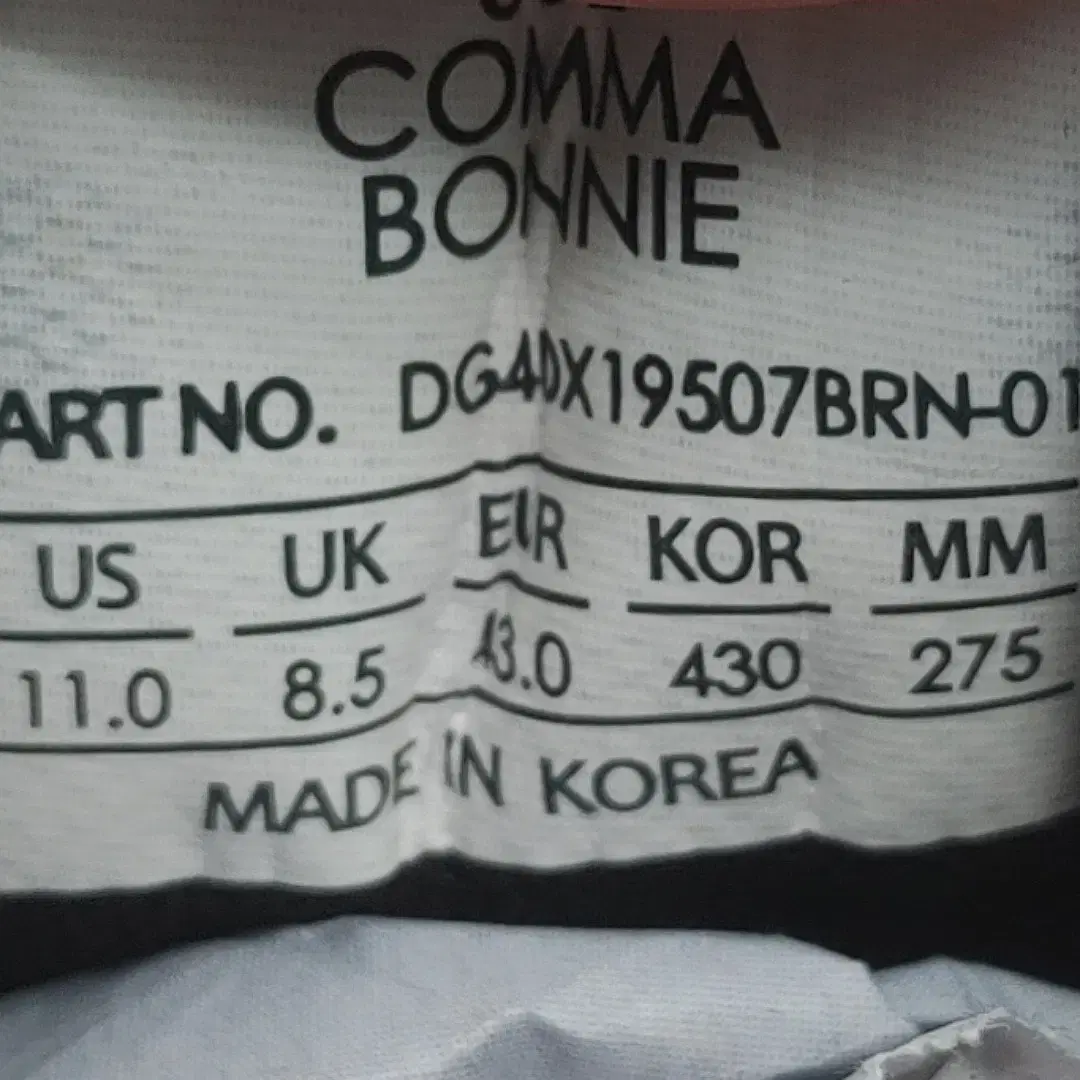 COMMA
BONNIE
ART NO. DG4DX19507BRN-01
US UK EUR KOR MM
11.0 8.5 43.0 430 275
MADE IN KOREA